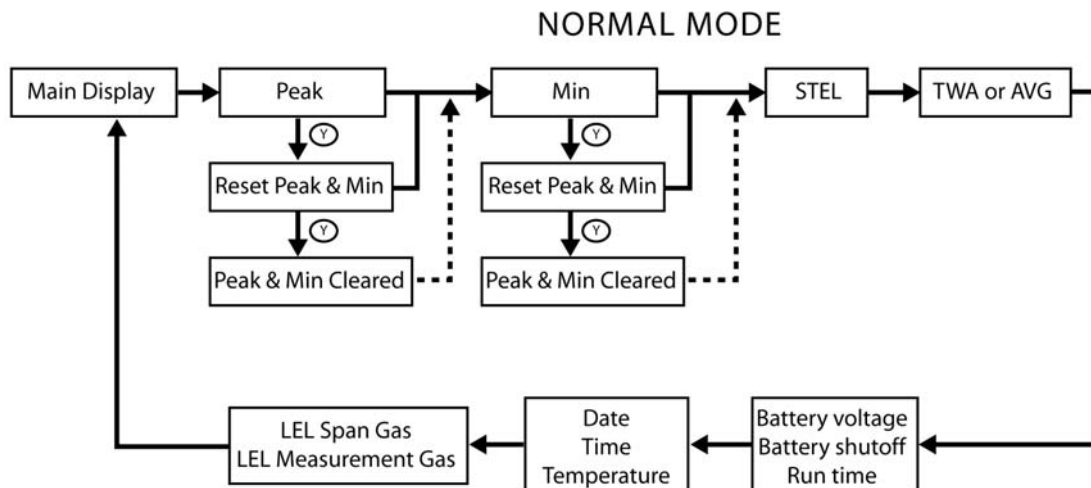 NORMAL MODE
Main Display
Peak
Min
STEL
TWA or AVG
Y
Y
Reset Peak & Min
Reset Peak & Min
Y
Y
Peak & Min Cleared
Peak & Min Cleared
LEL Span Gas
LEL Measurement Gas
Date
Time
Temperature
Battery voltage
Battery shutoff
Run time